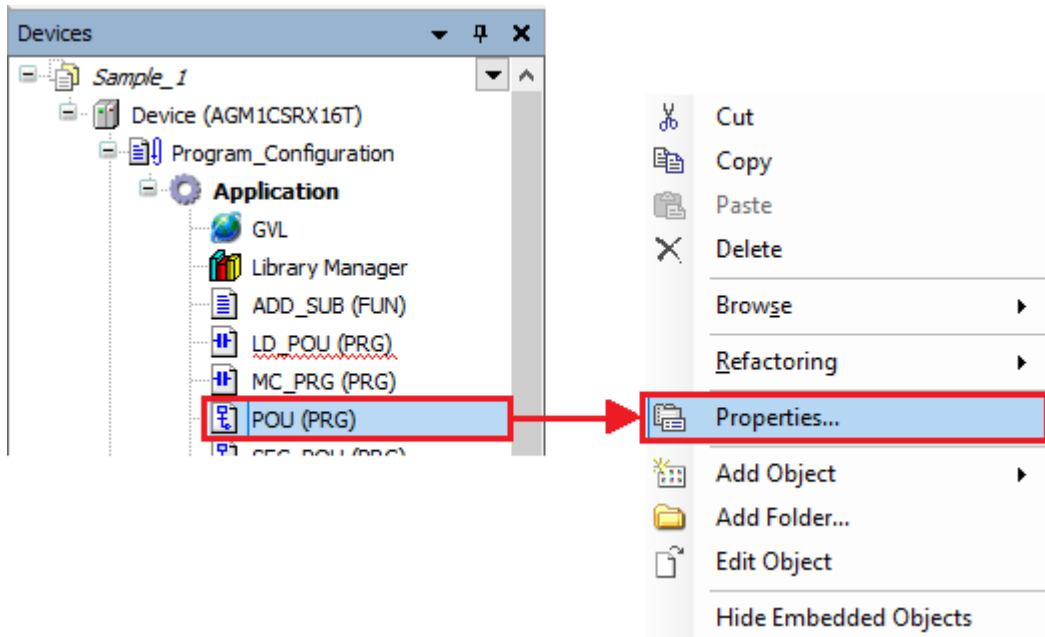 Devices
Sample_1
Device (AGM1CSRX16T)
Program_Configuration
Application
GVL
Library Manager
ADD_SUB (FUN)
LD_POU (PRG)
MC_PRG (PRG)
POU (PRG)
Cut
Copy
Paste
Delete
Browse
Refactoring
Properties...
Add Object
Add Folder...
Edit Object
Hide Embedded Objects